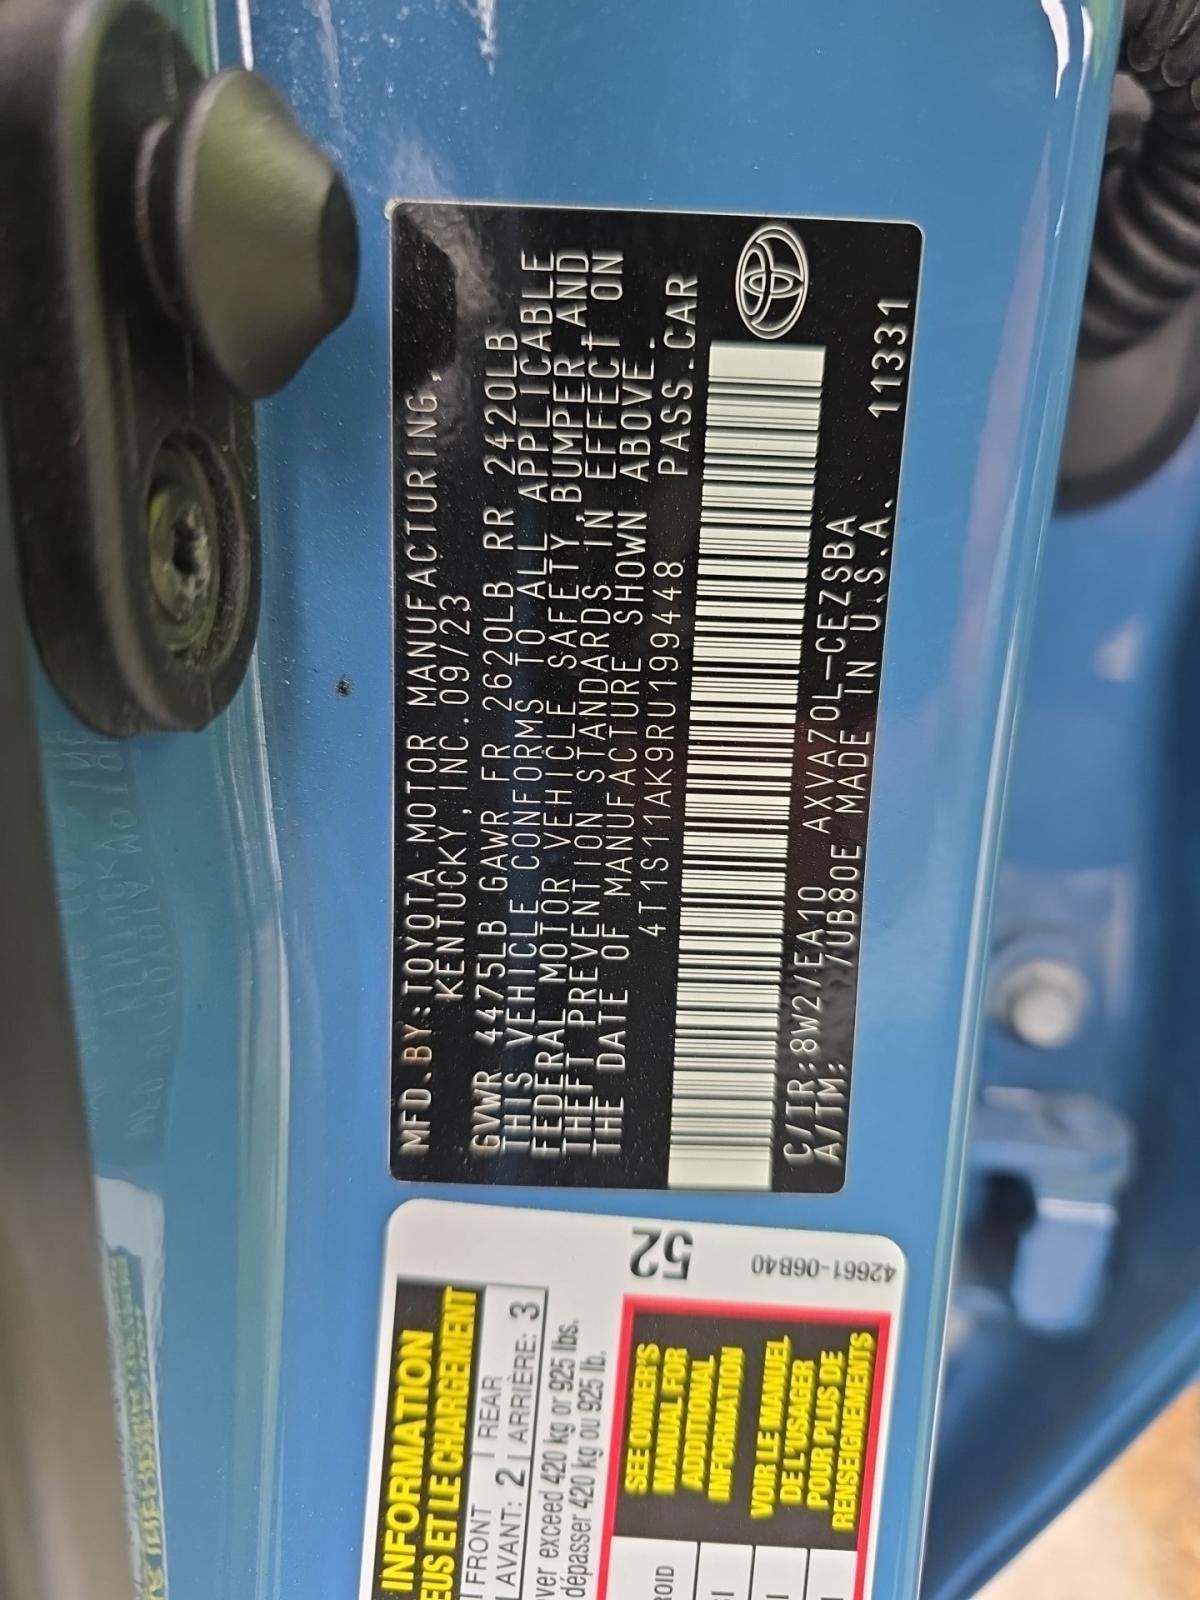 MFD.BY:TOYOTA MOTOR MANUFACTURING,
KENTUCKY,INC.09/23
GVWR 4475LB GAWR FR 2620LB RR 2420LB
THIS VEHICLE CONFORMS TO ALL APPLICABLE
FEDERAL MOTOR VEHICLE SAFETY,BUMPER AND
THEFT PREVENTION STANDARDS IN EFFECT ON
THE DATE OF MANUFACTURE SHOWN ABOVE.
4T1S11AK9RU199448 PASS.CAR
C/TR:8W27EA10 AXVA70L-CEZSBA
A/TM: /UB80E MADE IN U.S.A. 11331
INFORMATION
EUS ET LE CHARGEMENT
FRONT REAR
AVANT: 2 ARRIÈRE: 3
ver exceed 420 kg or 925 lbs.
dépasser 420 kg ou 925 lb.
52
42661-06B40
SEE OWNER'S
MANUAL FOR
ADDITIONAL
INFORMATION
VOIR LE MANUEL
DE L'USAGER
POUR PLUS DE
RENSEIGNEMENTS